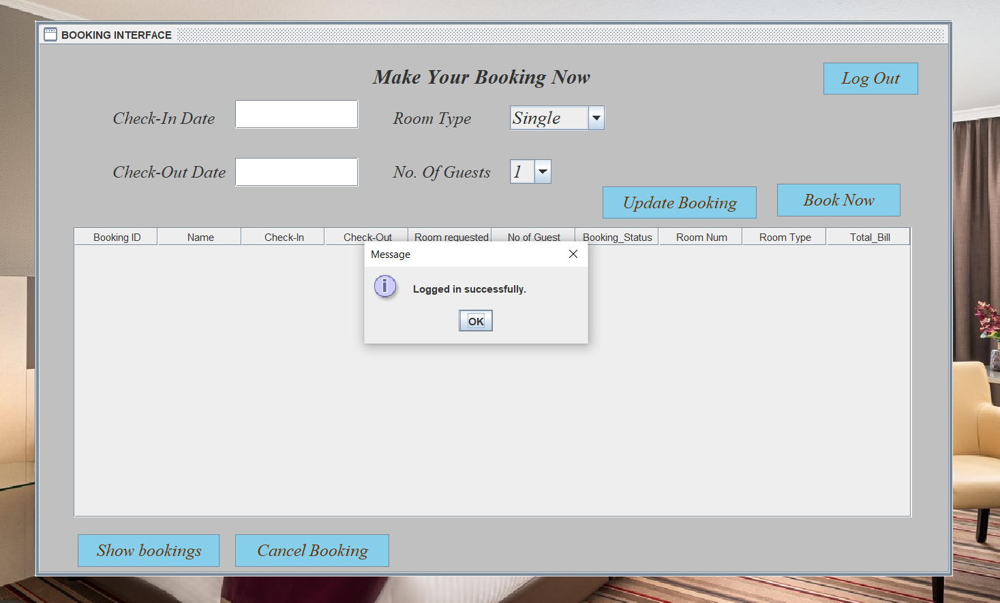 BOOKING INTERFACE
Make Your Booking Now
Log Out
Check-In Date
Room Type
Single
Check-Out Date
No. Of Guests
1
Update Booking
Book Now
Booking ID Name Check-In Check-Out Room requested No of Guest Booking_Status Room Num Room Type Total_Bill
Message
i
Logged in successfully.
OK
Show bookings
Cancel Booking